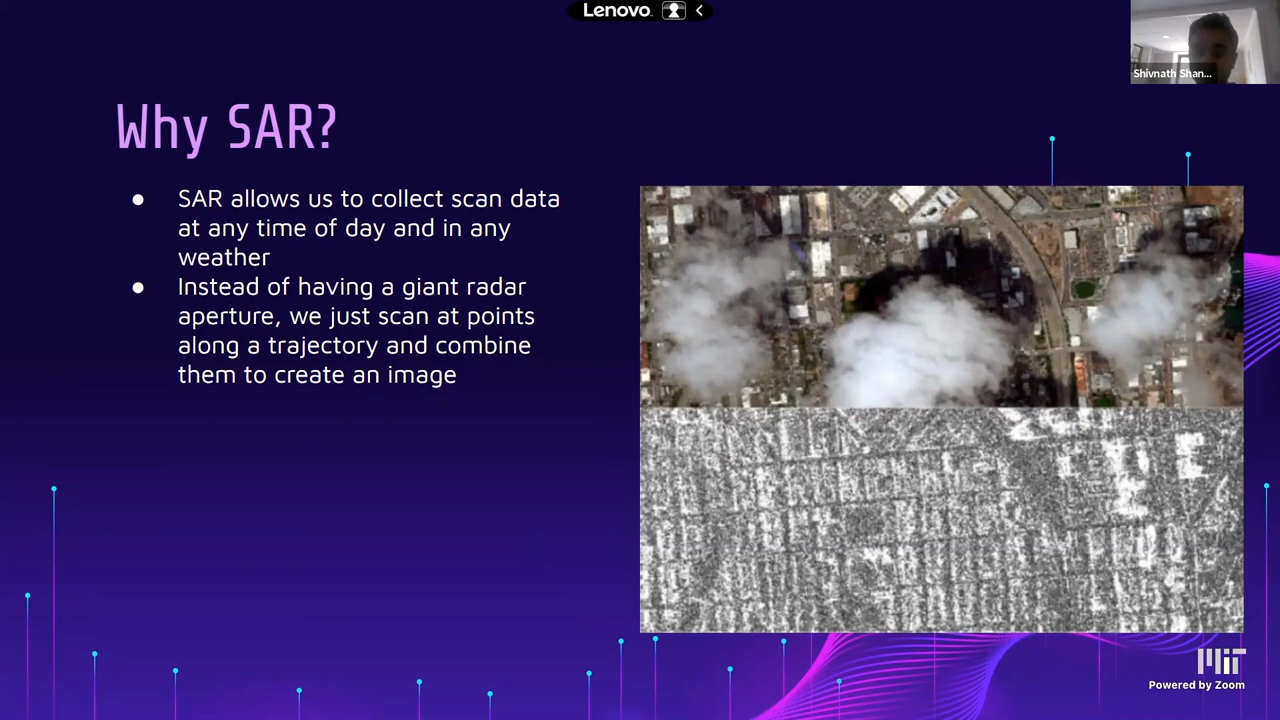 Lenovo
Shivnath Shan...
Why SAR?
● SAR allows us to collect scan data
at any time of day and in any
weather
● Instead of having a giant radar
aperture, we just scan at points
along a trajectory and combine
them to create an image
MIT
Powered by Zoom